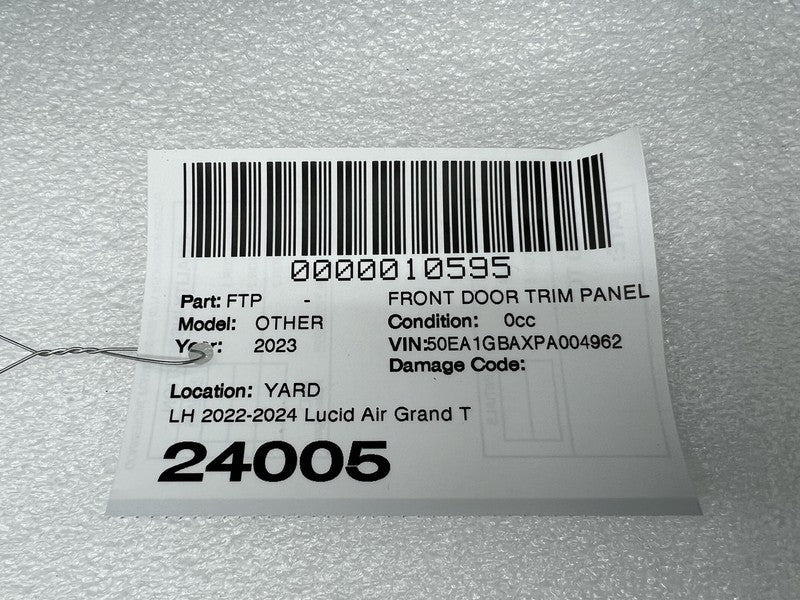 0000010595
Part: FTP - FRONT DOOR TRIM PANEL
Model: OTHER Condition: 0cc
Year: 2023 VIN:50EA1GBAXPA004962
Damage Code:
Location: YARD
LH 2022-2024 Lucid Air Grand T
24005